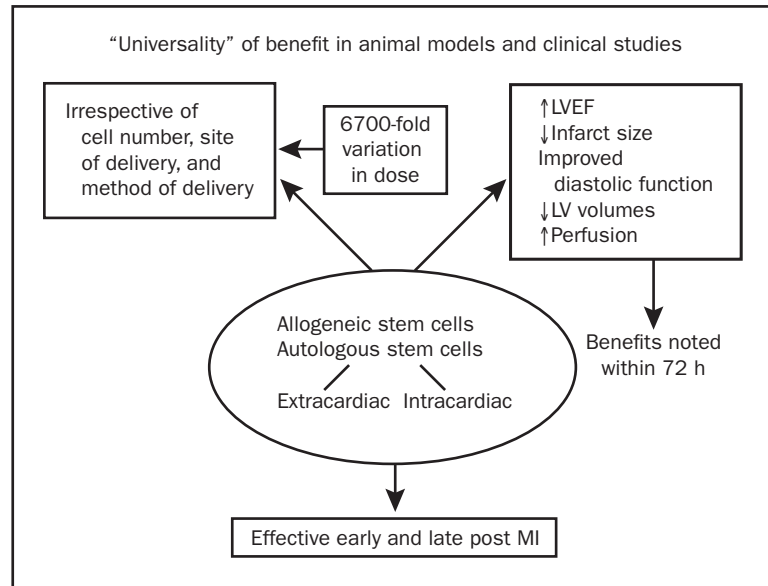 “Universality” of benefit in animal models and clinical studies
Irrespective of
cell number, site
of delivery, and
method of delivery
6700-fold
variation
in dose
↑LVEF
↓Infarct size
Improved
diastolic function
↓LV volumes
↑Perfusion
Allogeneic stem cells
Autologous stem cells
Extracardiac Intracardiac
Benefits noted
within 72 h
Effective early and late post MI